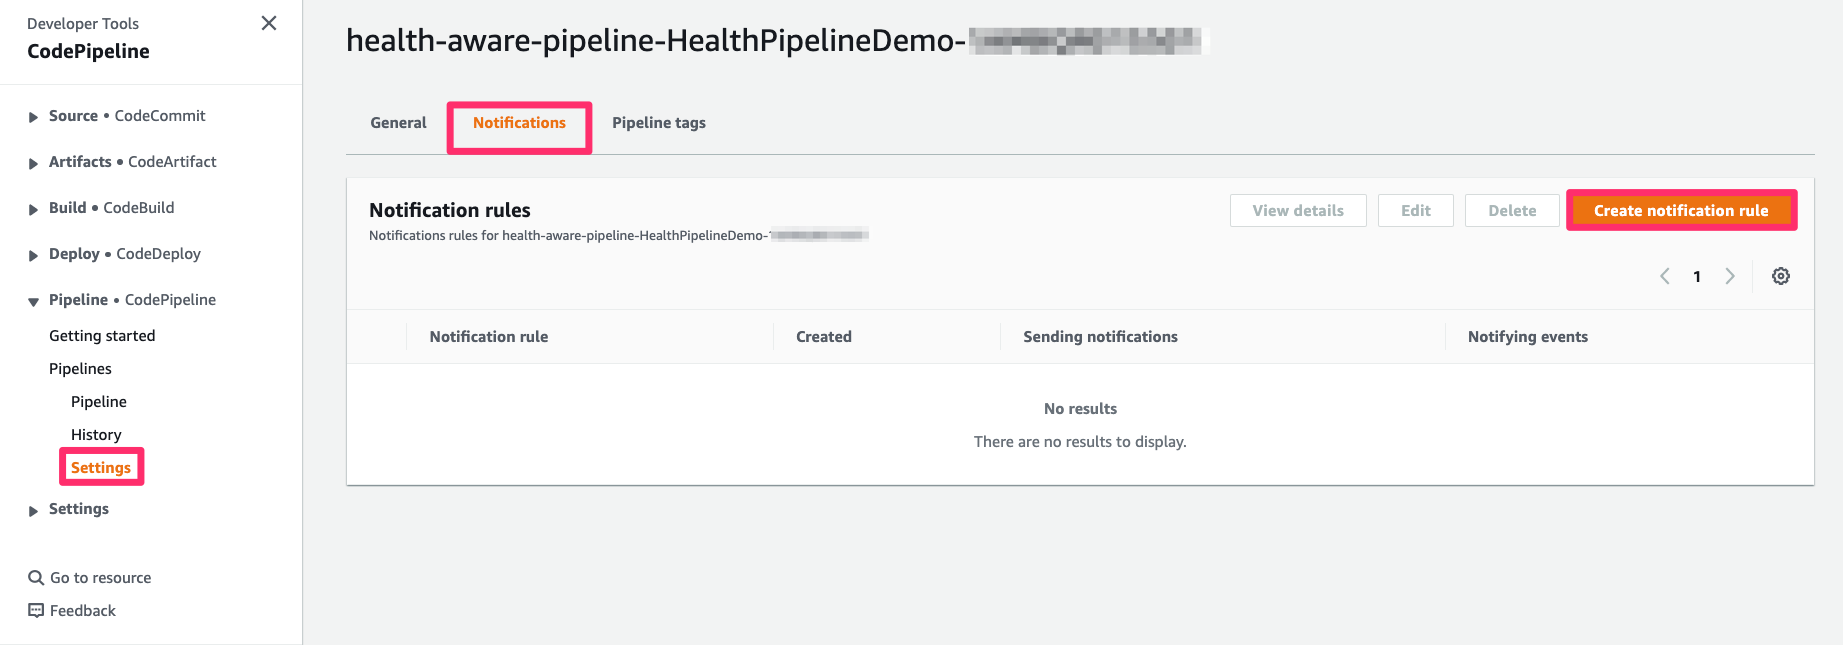 Developer Tools
CodePipeline
Source • CodeCommit
Artifacts • CodeArtifact
Build • CodeBuild
Deploy • CodeDeploy
Pipeline • CodePipeline
Getting started
Pipelines
Pipeline
History
Settings
Settings
Go to resource
Feedback
health-aware-pipeline-HealthPipelineDemo-
General Notifications Pipeline tags
Notification rules
Notifications rules for health-aware-pipeline-HealthPipelineDemo-
View details Edit Delete Create notification rule
1
Notification rule Created Sending notifications Notifying events
No results
There are no results to display.